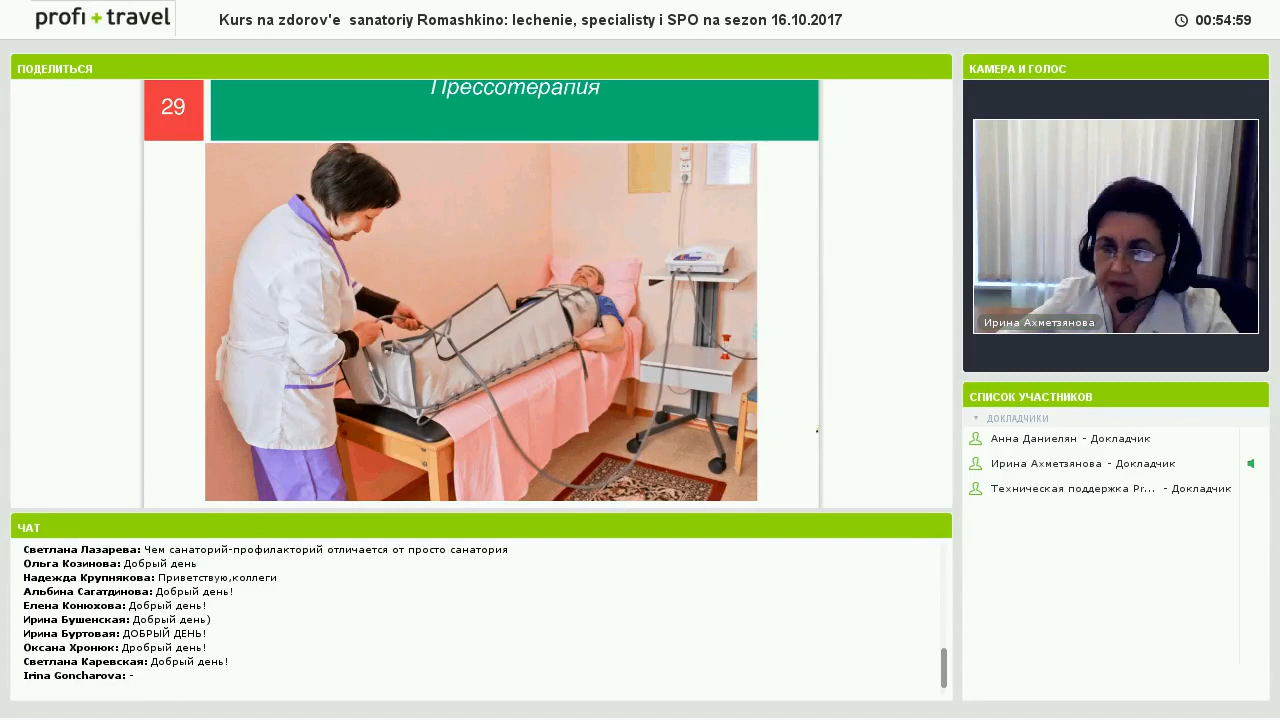 profi + travel
Kurs na zdorov'e sanatoriy Romashkino: lechenie, specialisty i SPO na sezon 16.10.2017
00:54:59
ПОДЕЛИТЬСЯ
29
Прессотерапия
КАМЕРА И ГОЛОС
Ирина Ахметзянова
СПИСОК УЧАСТНИКОВ
ДОКЛАДЧИКИ
Анна Даниелян - Докладчик
Ирина Ахметзянова - Докладчик
Техническая поддержка Pr... - Докладчик
ЧАТ
Светлана Лазарева: Чем санаторий-профилакторий отличается от просто санатория
Ольга Козинова: Добрый день
Надежда Крупнякова: Приветствую,коллеги
Альбина Сагатдинова: Добрый день!
Елена Конюхова: Добрый день!
Ирина Бушенская: Добрый день)
Ирина Буртовая: ДОБРЫЙ ДЕНЬ!
Оксана Хронюк: Дробрый день!
Светлана Каревская: Добрый день!
Irina Goncharova: -